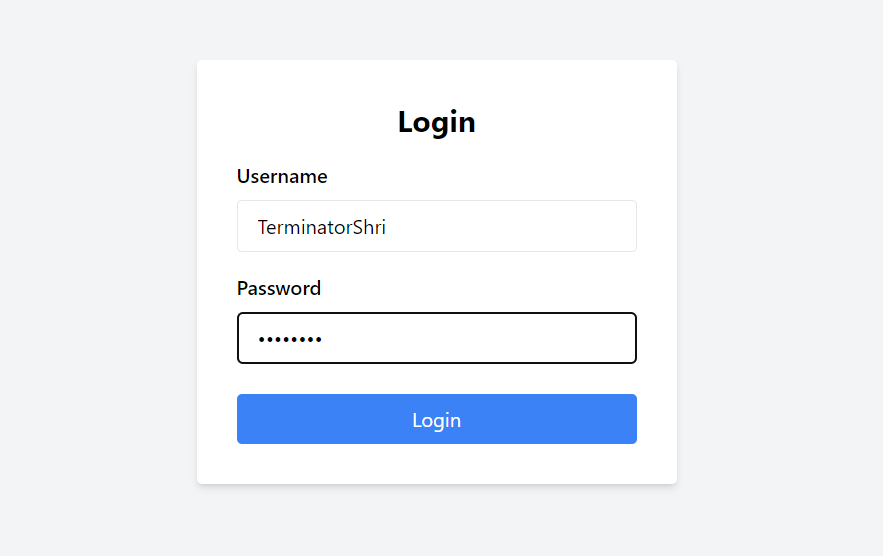 Login
Username
TerminatorShri
Password
••••••••
Login